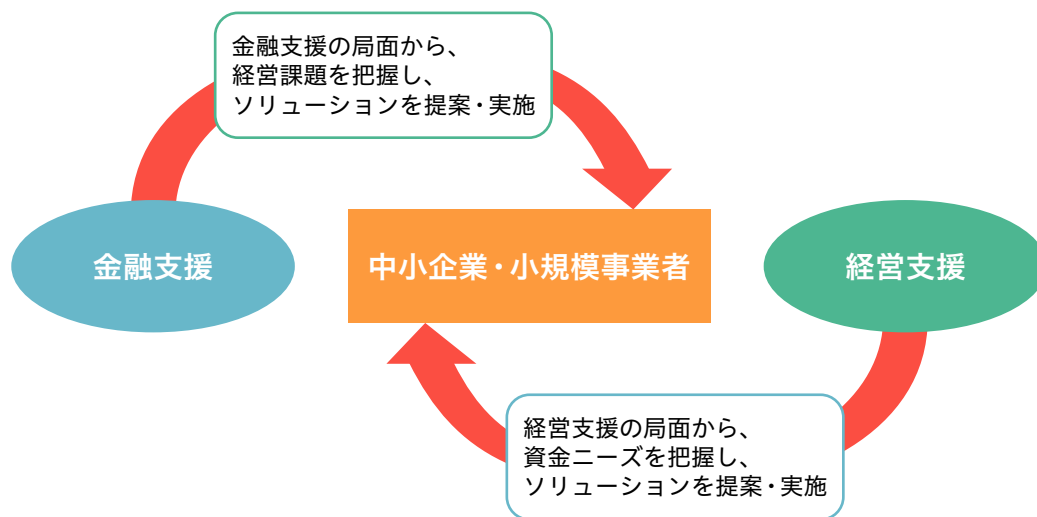 金融支援の局面から、
経営課題を把握し、
ソリューションを提案・実施
金融支援
中小企業・小規模事業者
経営支援
経営支援の局面から、
資金ニーズを把握し、
ソリューションを提案・実施